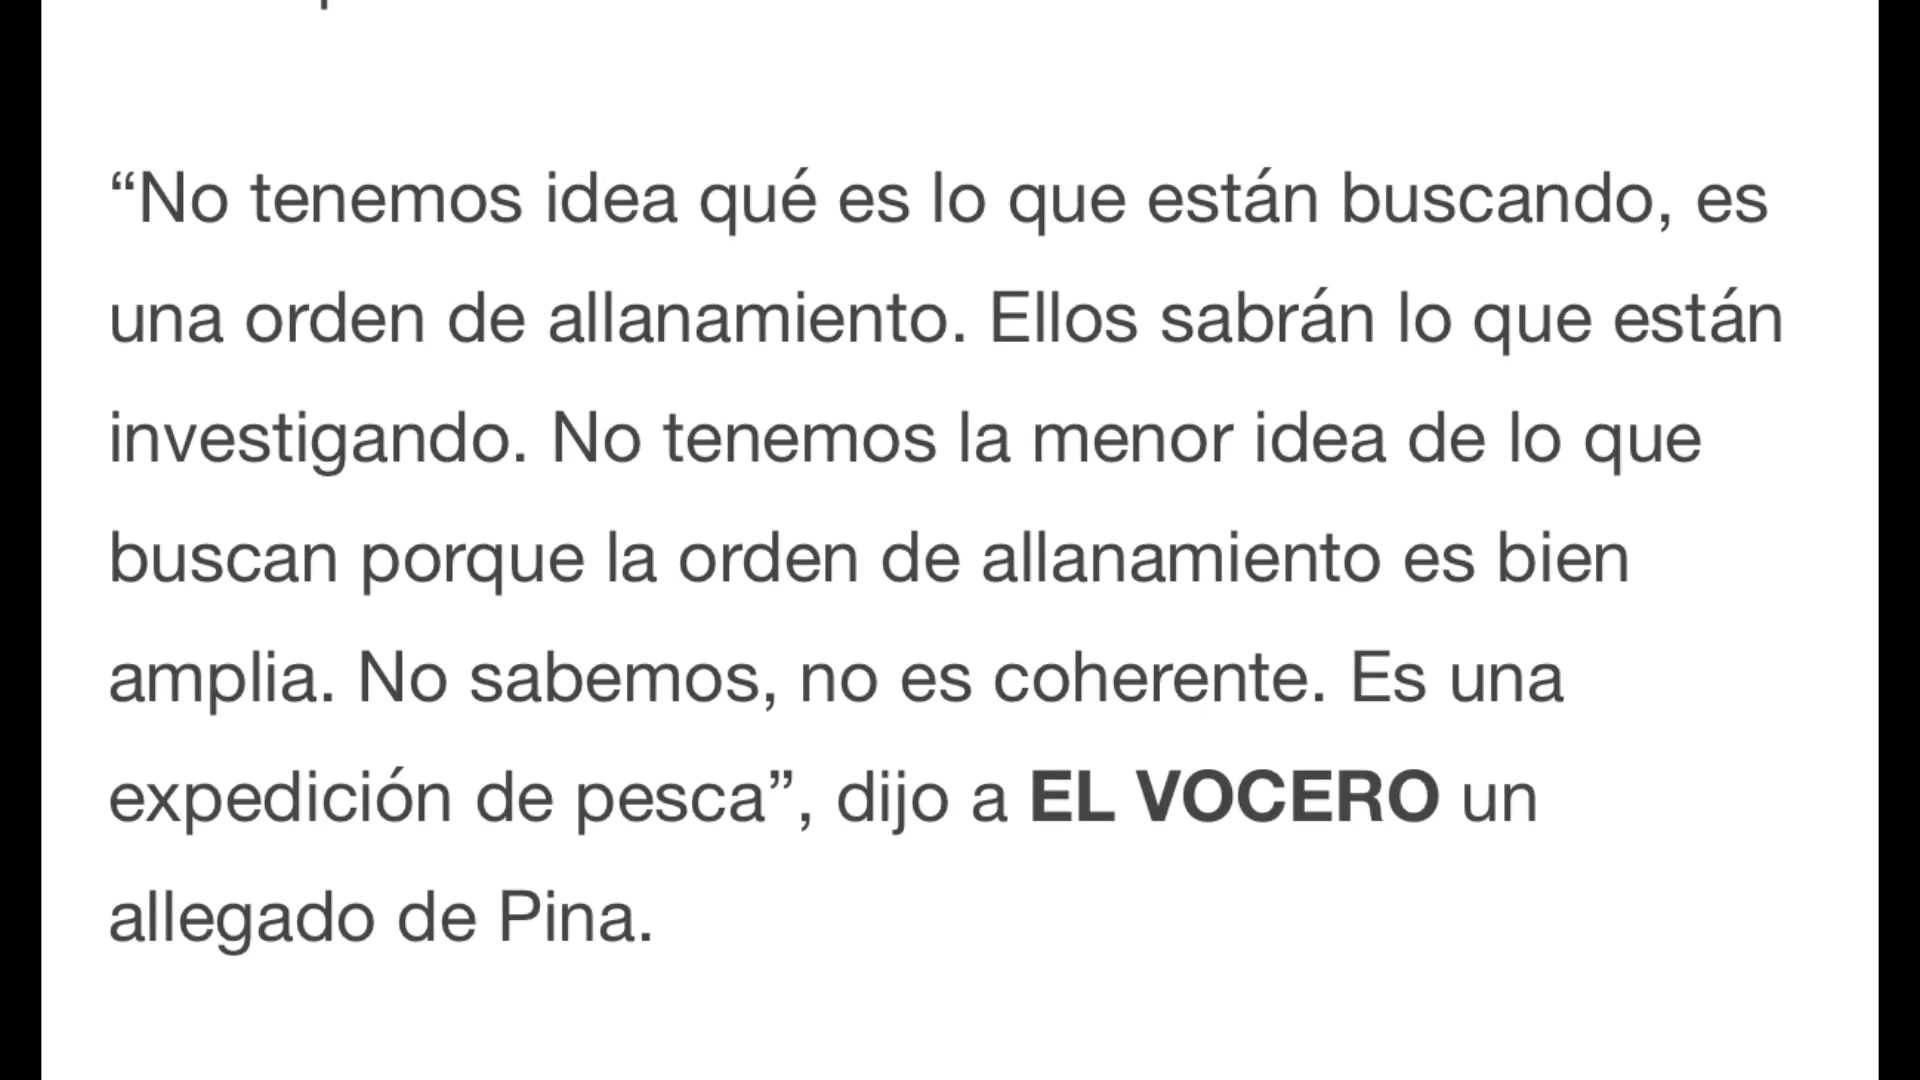 “No tenemos idea qué es lo que están buscando, es
una orden de allanamiento. Ellos sabrán lo que están
investigando. No tenemos la menor idea de lo que
buscan porque la orden de allanamiento es bien
amplia. No sabemos, no es coherente. Es una
expedición de pesca”, dijo a EL VOCERO un
allegado de Pina.